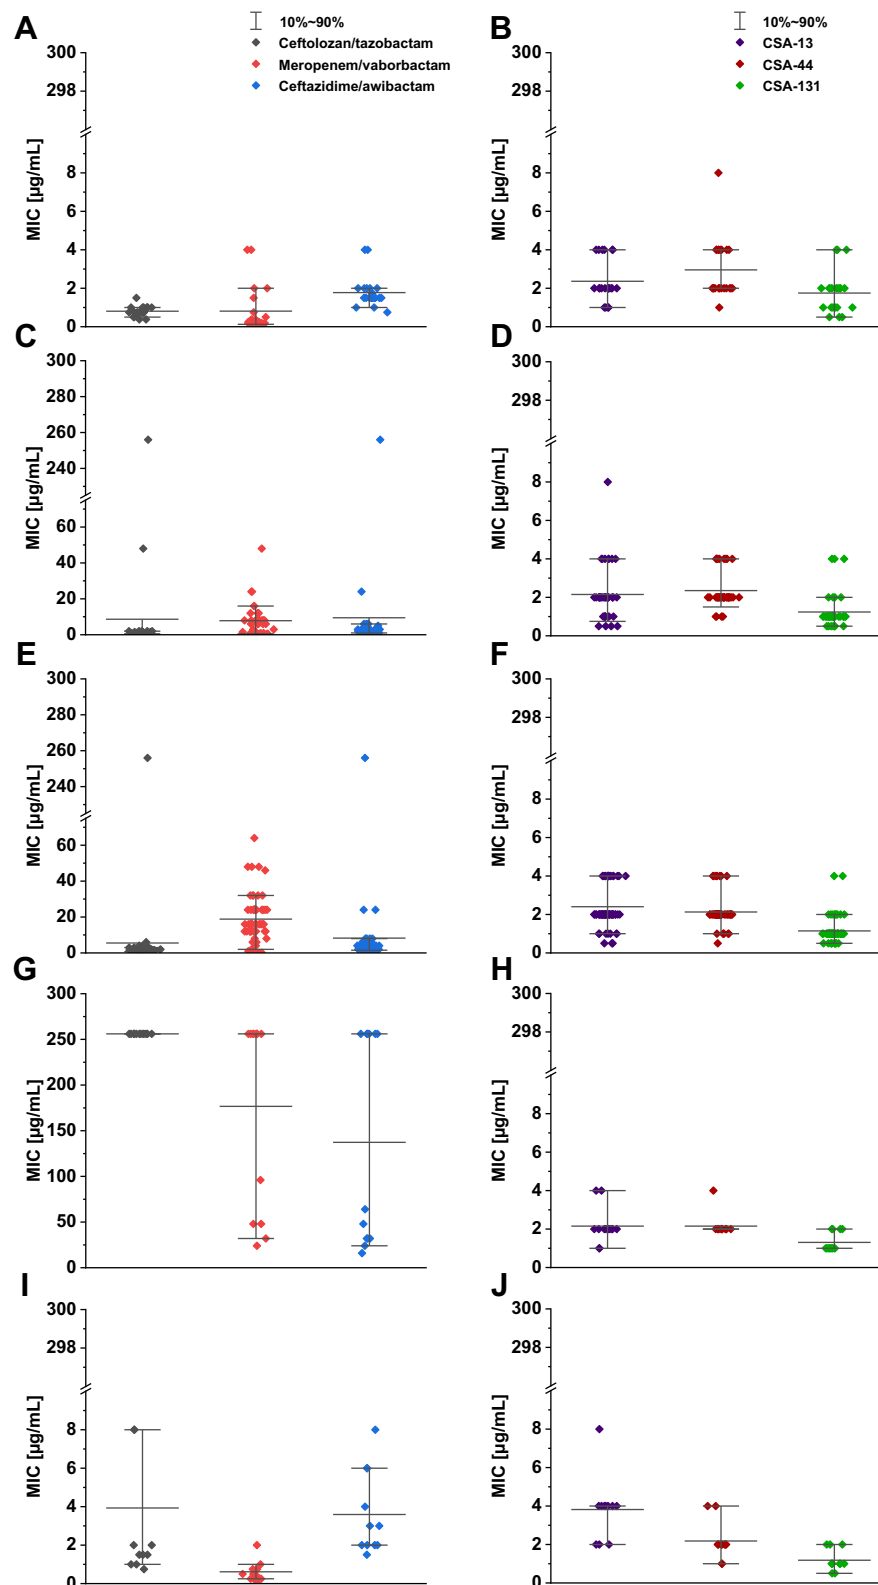 A
10%~90%
Ceftolozan/tazobactam
Meropenem/vaborbactam
Ceftazidime/awibactam
300
298
8
6
4
2
0
MIC [µg/mL]
B
10%~90%
CSA-13
CSA-44
CSA-131
300
298
8
6
4
2
0
MIC [µg/mL]
C
300
280
260
240
60
40
20
0
MIC [µg/mL]
D
300
298
8
6
4
2
0
MIC [µg/mL]
E
300
280
260
240
60
40
20
0
MIC [µg/mL]
F
300
298
8
6
4
2
0
MIC [µg/mL]
G
300
250
200
150
100
50
0
MIC [µg/mL]
H
300
298
8
6
4
2
0
MIC [µg/mL]
I
300
298
8
6
4
2
0
MIC [µg/mL]
J
300
298
8
6
4
2
0
MIC [µg/mL]